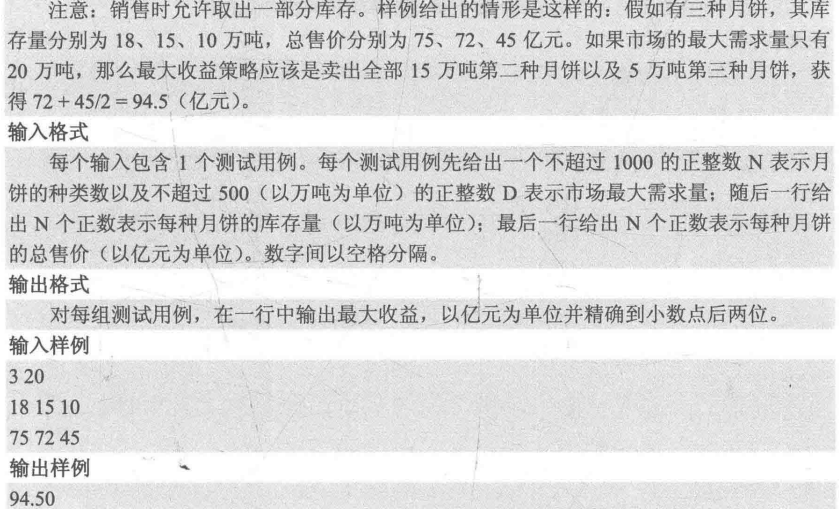 注意：销售时允许取出一部分库存。样例给出的情形是这样的：假如有三种月饼，其库
存量分别为 18、15、10 万吨，总售价分别为 75、72、45 亿元。如果市场的最大需求量只有
20 万吨，那么最大收益策略应该是卖出全部 15 万吨第二种月饼以及 5 万吨第三种月饼，获
得 72 + 45/2 = 94.5（亿元）。
输入格式
每个输入包含 1 个测试用例。每个测试用例先给出一个不超过 1000 的正整数 N 表示月
饼的种类数以及不超过 500（以万吨为单位）的正整数 D 表示市场最大需求量；随后一行给
出 N 个正数表示每种月饼的库存量（以万吨为单位）；最后一行给出 N 个正数表示每种月饼
的总售价（以亿元为单位）。数字间以空格分隔。
输出格式
对每组测试用例，在一行中输出最大收益，以亿元为单位并精确到小数点后两位。
输入样例
3 20
18 15 10
75 72 45
输出样例
94.50